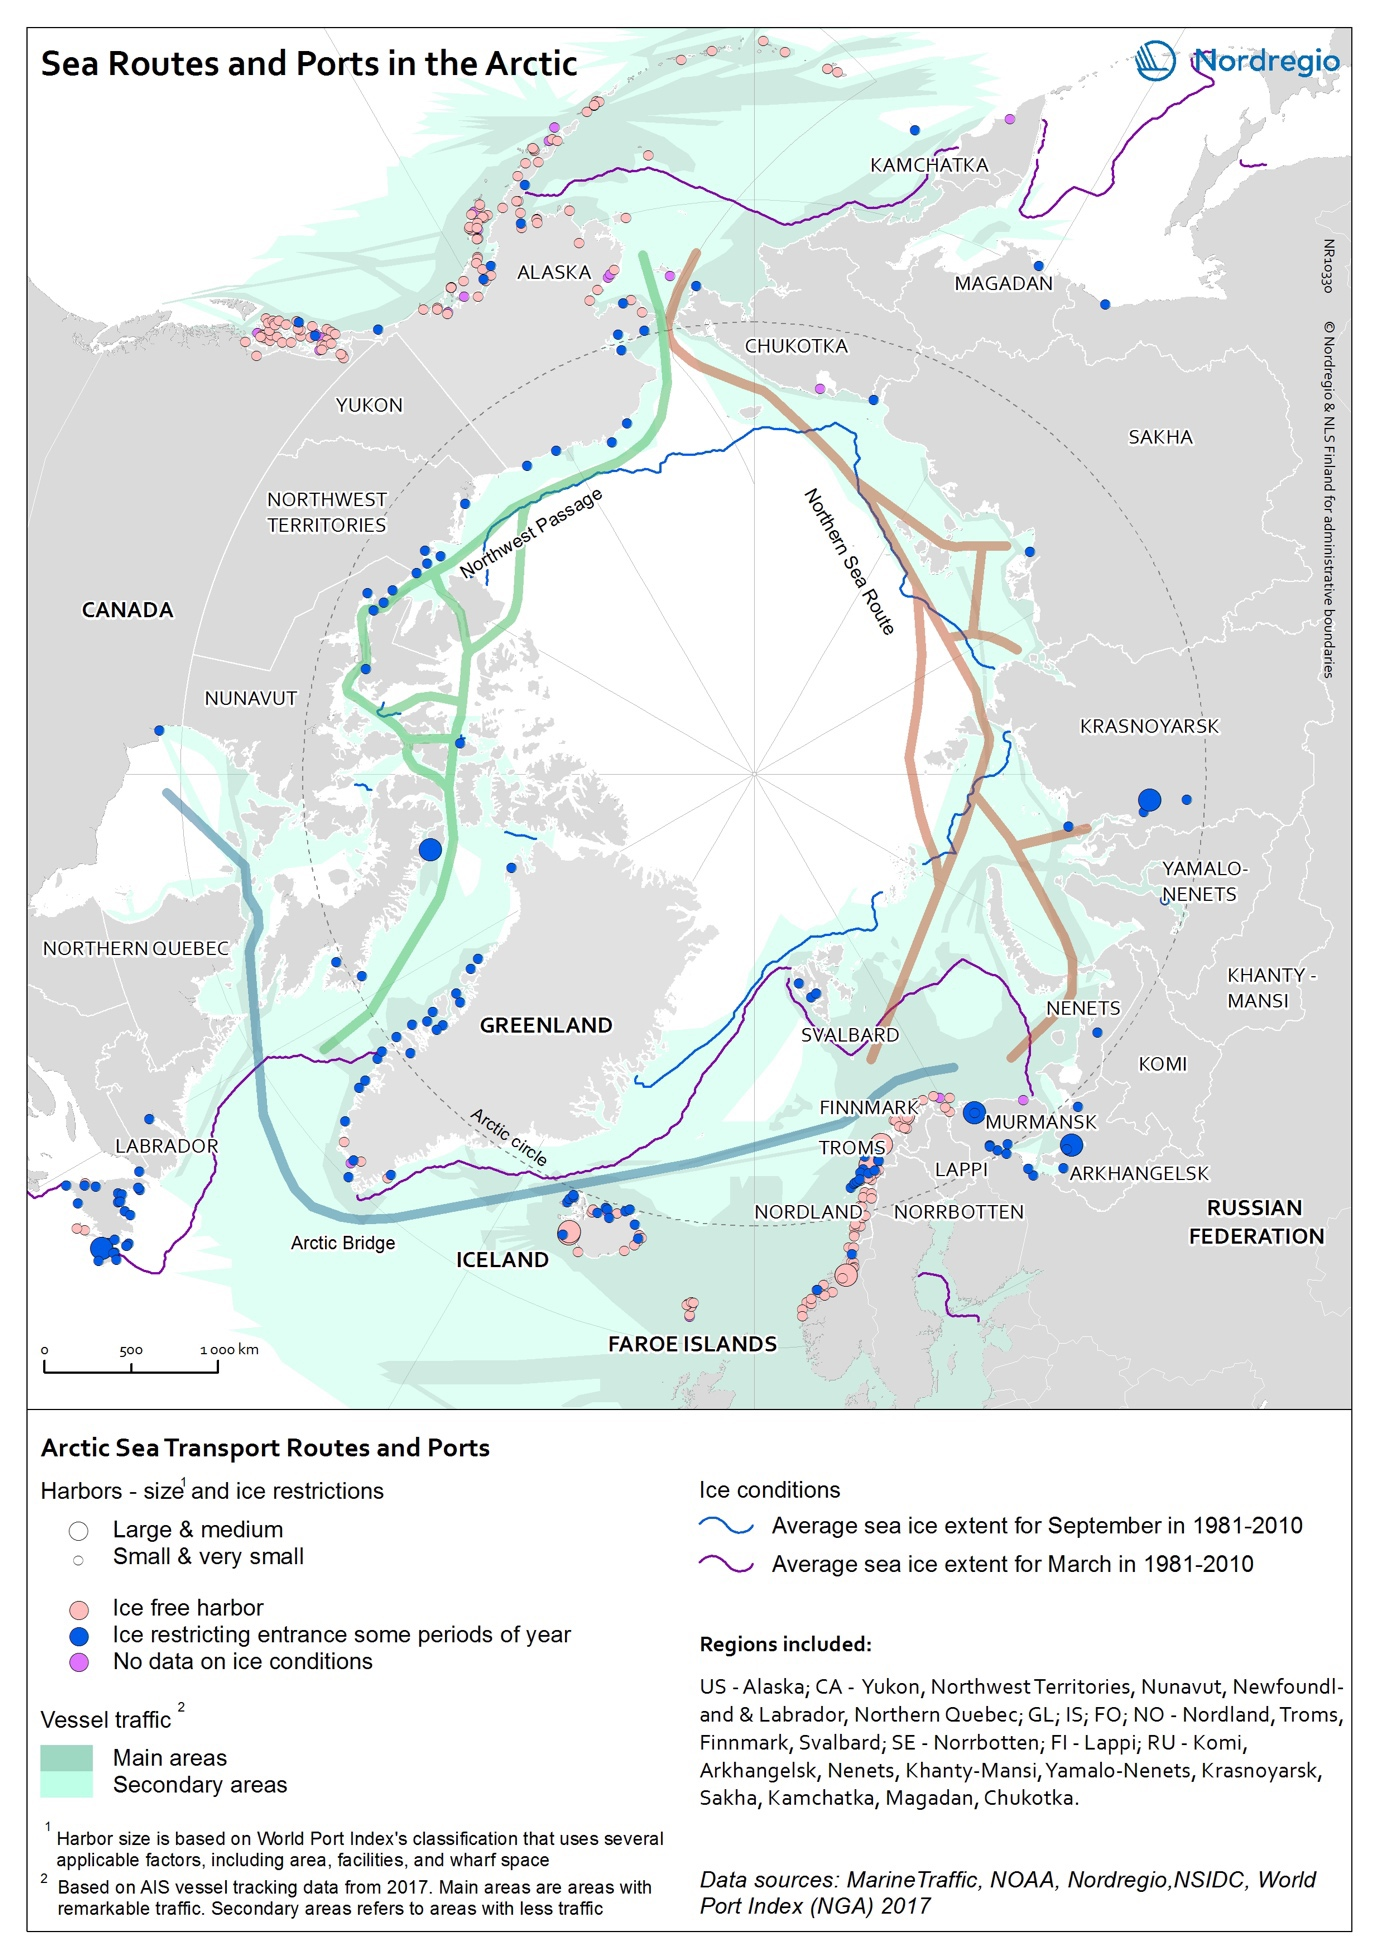 Sea Routes and Ports in the Arctic
Nordregio
KAMCHATKA
ALASKA
MAGADAN
NR10330
© Nordregio & NLS Finland for administrative boundaries
CHUKOTKA
YUKON
SAKHA
NORTHWEST
TERRITORIES
Northwest Passage
Northern Sea Route
CANADA
NUNAVUT
KRASNOYARSK
YAMALO-
NENETS
NORTHERN QUEBEC
KHANTY -
MANSI
NENETS
GREENLAND
SVALBARD
KOMI
FINNMARK
MURMANSK
Arctic circle
LABRADOR
TROMS
LAPPI
ARKHANGELSK
NORDLAND
NORRBOTTEN
RUSSIAN
FEDERATION
Arctic Bridge
ICELAND
FAROE ISLANDS
0 500 1 000 km
Arctic Sea Transport Routes and Ports
Harbors - size1 and ice restrictions
Large & medium
Small & very small
Ice free harbor
Ice restricting entrance some periods of year
No data on ice conditions
Vessel traffic 2
Main areas
Secondary areas
1 Harbor size is based on World Port Index's classification that uses several
applicable factors, including area, facilities, and wharf space
2 Based on AIS vessel tracking data from 2017. Main areas are areas with
remarkable traffic. Secondary areas refers to areas with less traffic
Ice conditions
Average sea ice extent for September in 1981-2010
Average sea ice extent for March in 1981-2010
Regions included:
US - Alaska; CA - Yukon, Northwest Territories, Nunavut, Newfoundl-
and & Labrador, Northern Quebec; GL; IS; FO; NO - Nordland, Troms,
Finnmark, Svalbard; SE - Norrbotten; FI - Lappi; RU - Komi,
Arkhangelsk, Nenets, Khanty-Mansi, Yamalo-Nenets, Krasnoyarsk,
Sakha, Kamchatka, Magadan, Chukotka.
Data sources: MarineTraffic, NOAA, Nordregio,NSIDC, World
Port Index (NGA) 2017